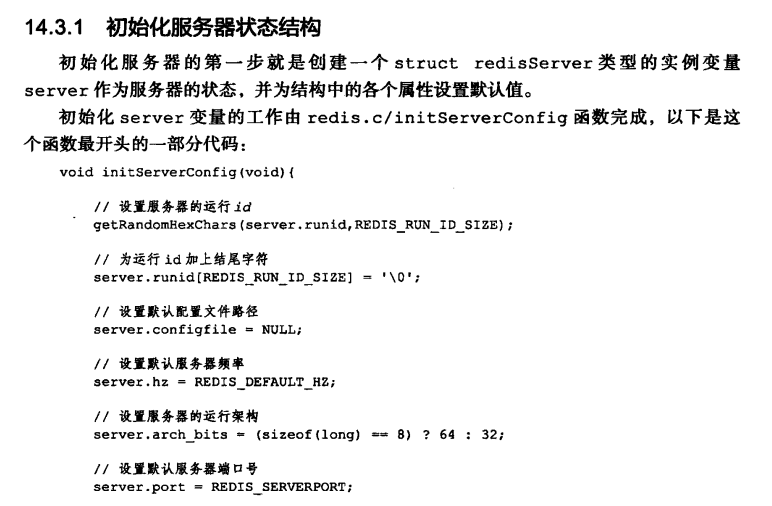 14.3.1 初始化服务器状态结构
初始化服务器的第一步就是创建一个 struct redisServer 类型的实例变量
server 作为服务器的状态，并为结构中的各个属性设置默认值。
初始化 server 变量的工作由 redis.c/initServerConfig 函数完成，以下是这
个函数最开头的一部分代码：
void initServerConfig(void){
// 设置服务器的运行 id
getRandomHexChars(server.runid,REDIS_RUN_ID_SIZE);
// 为运行 id 加上结尾字符
server.runid[REDIS_RUN_ID_SIZE] = '\0';
// 设置默认配置文件路径
server.configfile = NULL;
// 设置默认服务器频率
server.hz = REDIS_DEFAULT_HZ;
// 设置服务器的运行架构
server.arch_bits = (sizeof(long) == 8) ? 64 : 32;
// 设置默认服务器端口号
server.port = REDIS_SERVERPORT;